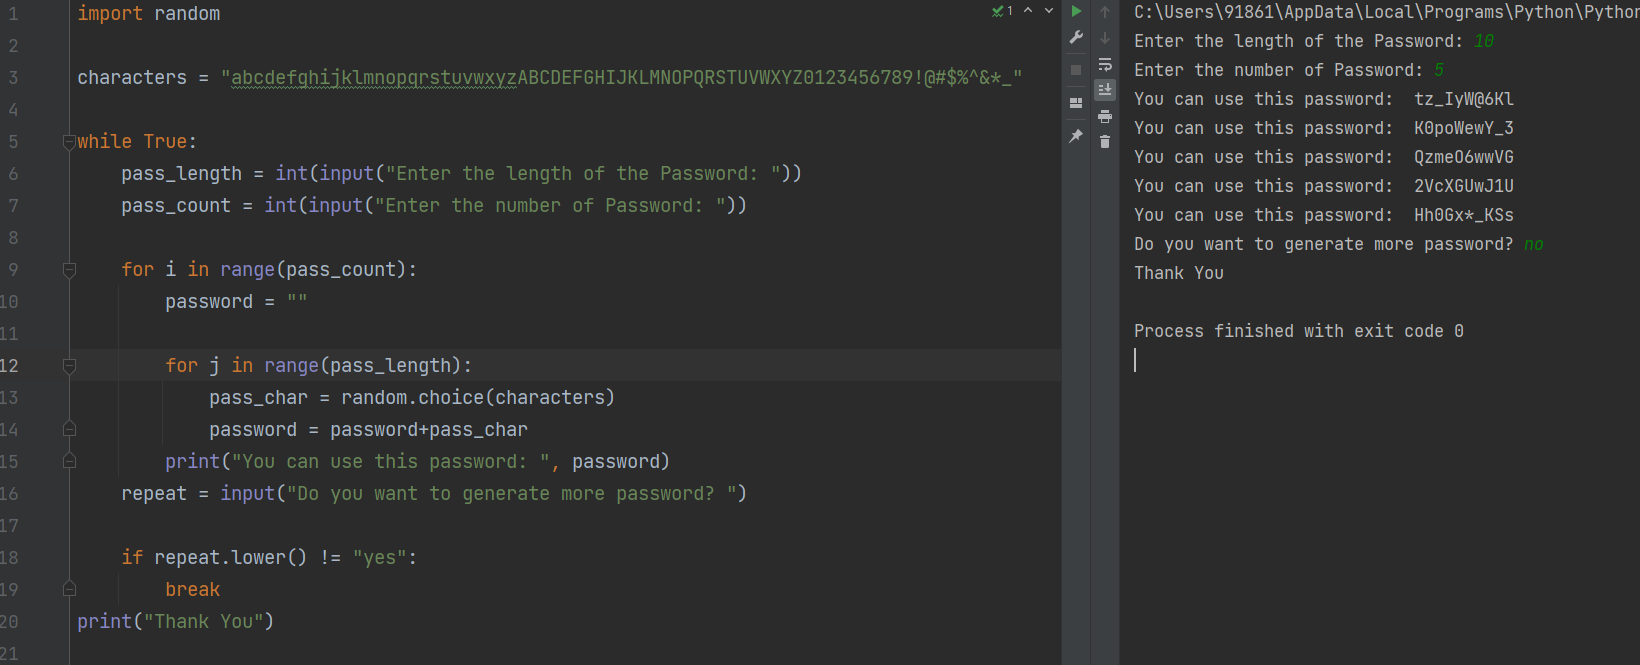 1 import random
2
3 characters = "abcdefghijklmnopqrstuvwxyzABCDEFGHIJKLMNOPQRSTUVWXYZ0123456789!@#$%^&*_"
4
5 while True:
6     pass_length = int(input("Enter the length of the Password: "))
7     pass_count = int(input("Enter the number of Password: "))
8
9     for i in range(pass_count):
10         password = ""
11
12         for j in range(pass_length):
13             pass_char = random.choice(characters)
14             password = password+pass_char
15         print("You can use this password: ", password)
16     repeat = input("Do you want to generate more password? ")
17
18     if repeat.lower() != "yes":
19         break
20 print("Thank You")
21
1
C:\Users\91861\AppData\Local\Programs\Python\Python
Enter the length of the Password: 10
Enter the number of Password: 5
You can use this password:  tz_IyW@6Kl
You can use this password:  K0poWewY_3
You can use this password:  QzmeO6wwVG
You can use this password:  2VcXGUwJ1U
You can use this password:  Hh0Gx*_KSs
Do you want to generate more password? no
Thank You
Process finished with exit code 0